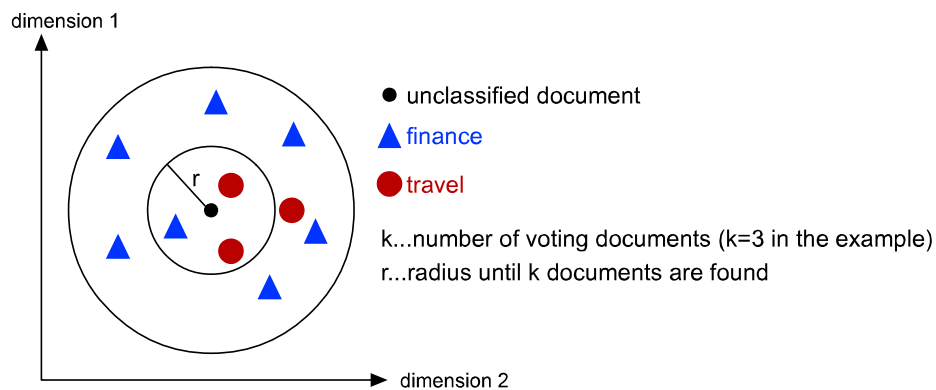 dimension 1
unclassified document
finance
r
travel
k...number of voting documents (k=3 in the example)
r...radius until k documents are found
dimension 2